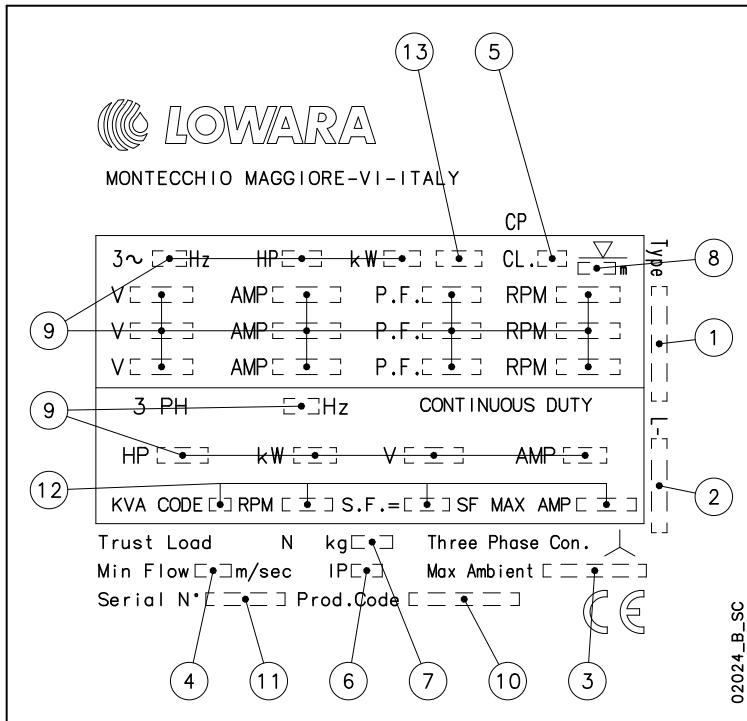 13 5
LOWARA
MONTECCHIO MAGGIORE-VI-ITALY
CP
3~ Hz HP kW CL. m
8
V AMP P.F. RPM
9 V AMP P.F. RPM
V AMP P.F. RPM
Type
1
3 PH Hz CONTINUOUS DUTY
9
HP kW V AMP
L-
2
12
KVA CODE RPM S.F.= SF MAX AMP
Trust Load N kg Three Phase Con.
Min Flow m/sec IP Max Ambient
Serial N° Prod.Code CE
4 11 6 7 10 3
02024_B_SC